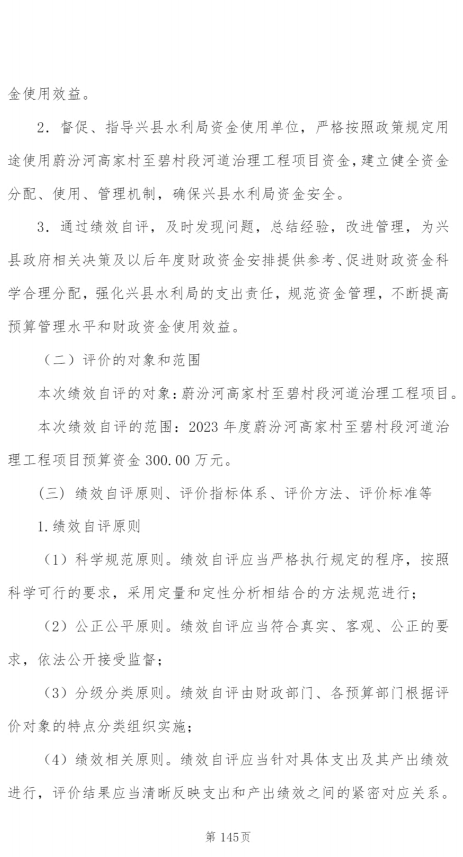 金使用效益。
2. 督促、指导兴县水利局资金使用单位，严格按照政策规定用
途使用蔚汾河高家村至碧村段河道治理工程项目资金,建立健全资金
分配、使用、管理机制，确保兴县水利局资金安全。
3. 通过绩效自评，及时发现问题，总结经验，改进管理，为兴
县政府相关决策及以后年度财政资金安排提供参考、促进财政资金科
学合理分配，强化兴县水利局的支出责任，规范资金管理，不断提高
预算管理水平和财政资金使用效益。
（二）评价的对象和范围
本次绩效自评的对象：蔚汾河高家村至碧村段河道治理工程项目。
本次绩效自评的范围：2023 年度蔚汾河高家村至碧村段河道治
理工程项目预算资金 300.00 万元。
(三) 绩效自评原则、评价指标体系、评价方法、评价标准等
1.绩效自评原则
（1）科学规范原则。绩效自评应当严格执行规定的程序，按照
科学可行的要求，采用定量和定性分析相结合的方法规范进行；
（2）公正公平原则。绩效自评应当符合真实、客观、公正的要
求，依法公开接受监督；
（3）分级分类原则。绩效自评由财政部门、各预算部门根据评
价对象的特点分类组织实施；
（4）绩效相关原则。绩效自评应当针对具体支出及其产出绩效
进行，评价结果应当清晰反映支出和产出绩效之间的紧密对应关系。
第 145页